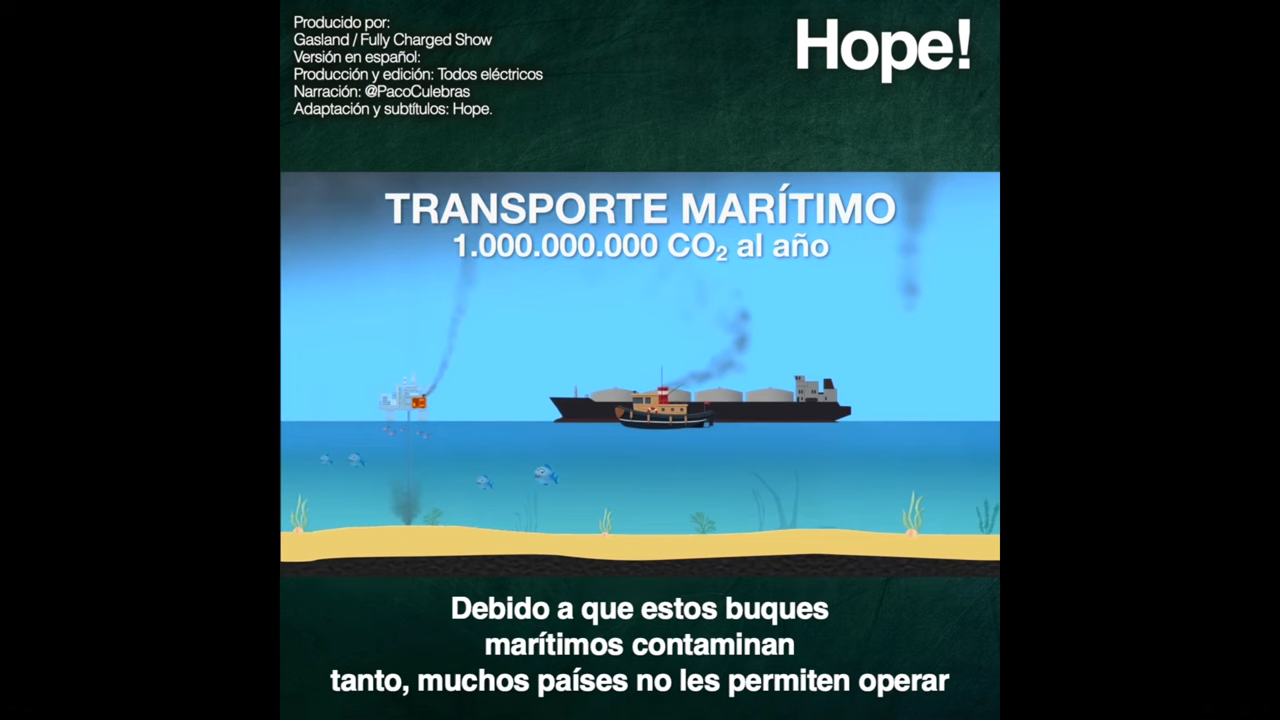 Producido por:
Gasland / Fully Charged Show
Versión en español:
Producción y edición: Todos eléctricos
Narración: @PacoCulebras
Adaptación y subtítulos: Hope.
Hope!
TRANSPORTE MARÍTIMO
1.000.000.000 CO₂ al año
Debido a que estos buques
marítimos contaminan
tanto, muchos países no les permiten operar